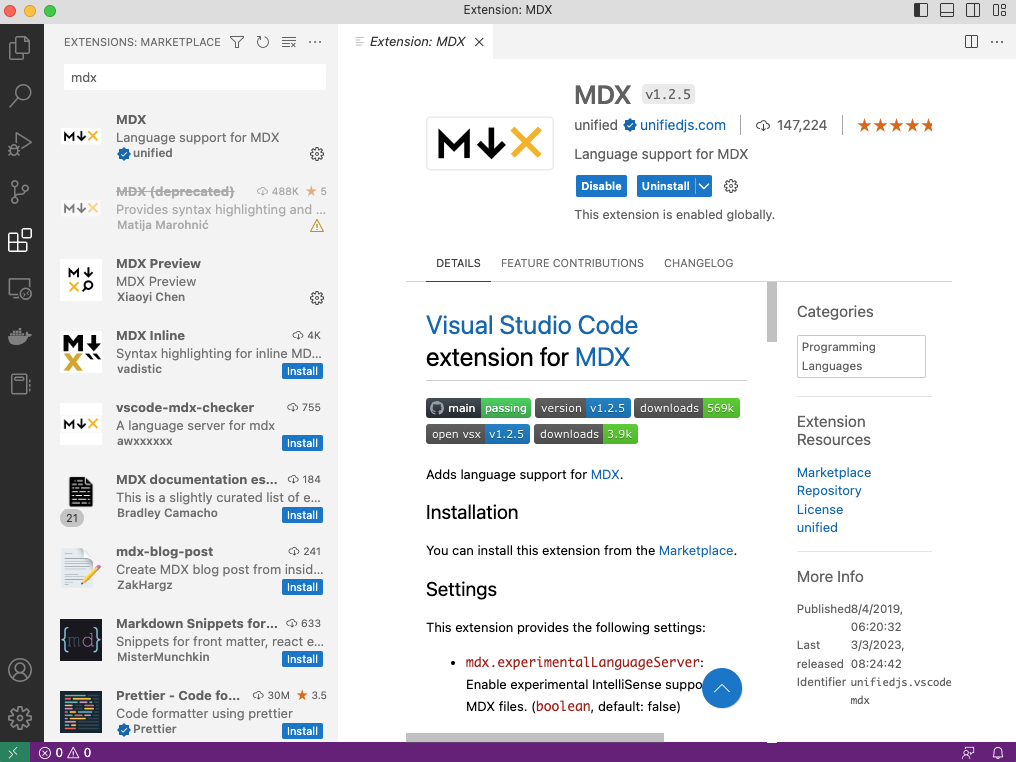 Extension: MDX
EXTENSIONS: MARKETPLACE
mdx
MDX
Language support for MDX
unified
MDX (deprecated) 488K 5
Provides syntax highlighting and ...
Matija Marohnić
MDX Preview
MDX Preview
Xiaoyi Chen
MDX Inline 4K
Syntax highlighting for inline MD...
vadistic
Install
vscode-mdx-checker 755
A language server for mdx
awxxxxxx
Install
MDX documentation es... 184
This is a slightly curated list of e...
Bradley Camacho
Install
21
mdx-blog-post 241
Create MDX blog post from insid...
ZakHargz
Install
Markdown Snippets for... 633
Snippets for front matter, react e...
MisterMunchkin
Install
Prettier - Code fo... 30M 3.5
Code formatter using prettier
Prettier
Install
0 0
Extension: MDX
MDX v1.2.5
unified unifiedjs.com 147,224
Language support for MDX
Disable Uninstall
This extension is enabled globally.
DETAILS FEATURE CONTRIBUTIONS CHANGELOG
Visual Studio Code
extension for MDX
main passing version v1.2.5 downloads 569k
open vsx v1.2.5 downloads 3.9k
Adds language support for MDX.
Installation
You can install this extension from the Marketplace.
Settings
This extension provides the following settings:
mdx.experimentalLanguageServer:
Enable experimental IntelliSense suppo
MDX files. (boolean, default: false)
Categories
Programming
Languages
Extension
Resources
Marketplace
Repository
License
unified
More Info
Published 8/4/2019,
06:20:32
Last 3/3/2023,
released 08:24:42
Identifier unifiedjs.vscode
mdx